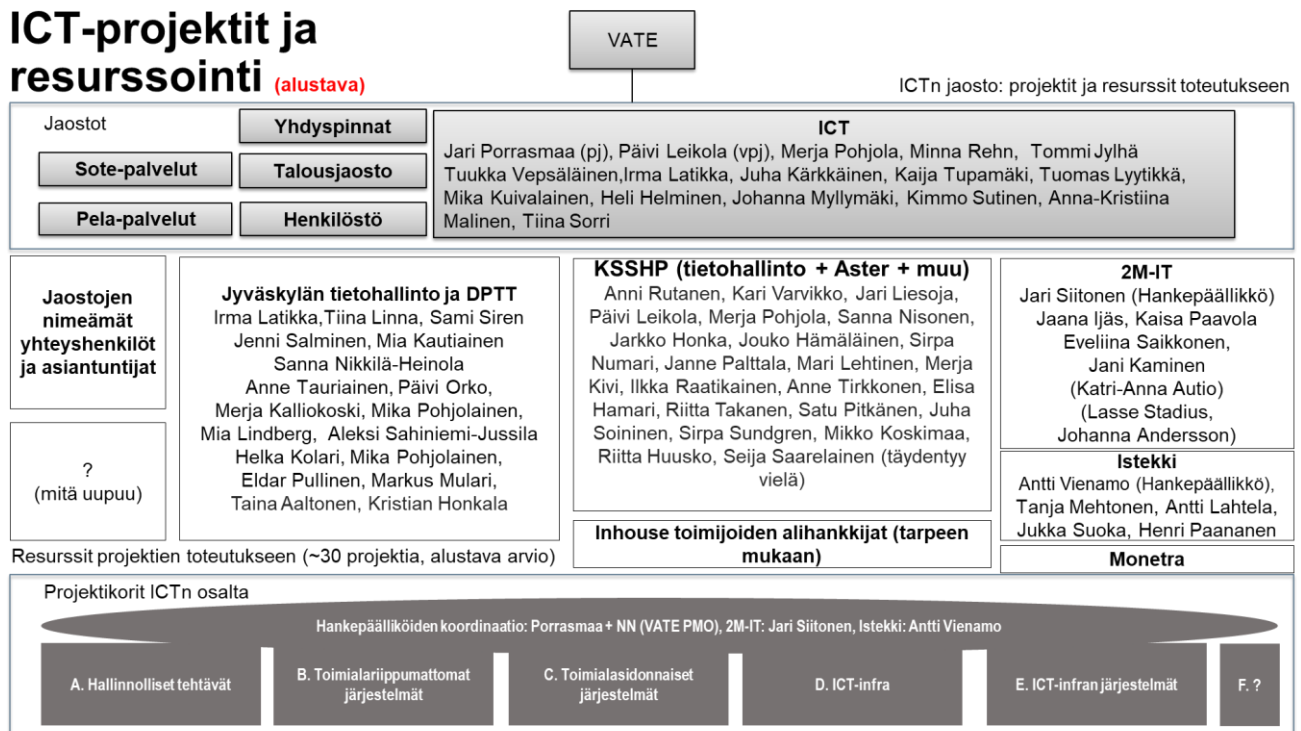 ICT-projektit ja
resurssointi (alustava)
VATE
ICTn jaosto: projektit ja resurssit toteutukseen
Jaostot
Yhdyspinnat
Sote-palvelut
Talousjaosto
Pela-palvelut
Henkilöstö
ICT
Jari Porrasmaa (pj), Päivi Leikola (vpj), Merja Pohjola, Minna Rehn, Tommi Jylhä
Tuukka Vepsäläinen,Irma Latikka, Juha Kärkkäinen, Kaija Tupamäki, Tuomas Lyytikkä,
Mika Kuivalainen, Heli Helminen, Johanna Myllymäki, Kimmo Sutinen, Anna-Kristiina
Malinen, Tiina Sorri
Jaostojen
nimeämät
yhteyshenkilöt
ja asiantuntijat
?
(mitä uupuu)
Jyväskylän tietohallinto ja DPTT
Irma Latikka,Tiina Linna, Sami Siren
Jenni Salminen, Mia Kautiainen
Sanna Nikkilä-Heinola
Anne Tauriainen, Päivi Orko,
Merja Kalliokoski, Mika Pohjolainen,
Mia Lindberg, Aleksi Sahiniemi-Jussila
Helka Kolari, Mika Pohjolainen,
Eldar Pullinen, Markus Mulari,
Taina Aaltonen, Kristian Honkala
KSSHP (tietohallinto + Aster + muu)
Anni Rutanen, Kari Varvikko, Jari Liesoja,
Päivi Leikola, Merja Pohjola, Sanna Nisonen,
Jarkko Honka, Jouko Hämäläinen, Sirpa
Numari, Janne Palttala, Mari Lehtinen, Merja
Kivi, Ilkka Raatikainen, Anne Tirkkonen, Elisa
Hamari, Riitta Takanen, Satu Pitkänen, Juha
Soininen, Sirpa Sundgren, Mikko Koskimaa,
Riitta Huusko, Seija Saarelainen (täydentyy
vielä)
Inhouse toimijoiden alihankkijat (tarpeen
mukaan)
2M-IT
Jari Siitonen (Hankepäällikkö)
Jaana Ijäs, Kaisa Paavola
Eveliina Saikkonen,
Jani Kaminen
(Katri-Anna Autio)
(Lasse Stadius,
Johanna Andersson)
Istekki
Antti Vienamo (Hankepäällikkö),
Tanja Mehtonen, Antti Lahtela,
Jukka Suoka, Henri Paananen
Monetra
Resurssit projektien toteutukseen (~30 projektia, alustava arvio)
Projektikorit ICTn osalta
Hankepäälliköiden koordinaatio: Porrasmaa + NN (VATE PMO), 2M-IT: Jari Siitonen, Istekki: Antti Vienamo
A. Hallinnolliset tehtävät
B. Toimialariippumattomat
järjestelmät
C. Toimialasidonnaiset
järjestelmät
D. ICT-infra
E. ICT-infran järjestelmät
F. ?